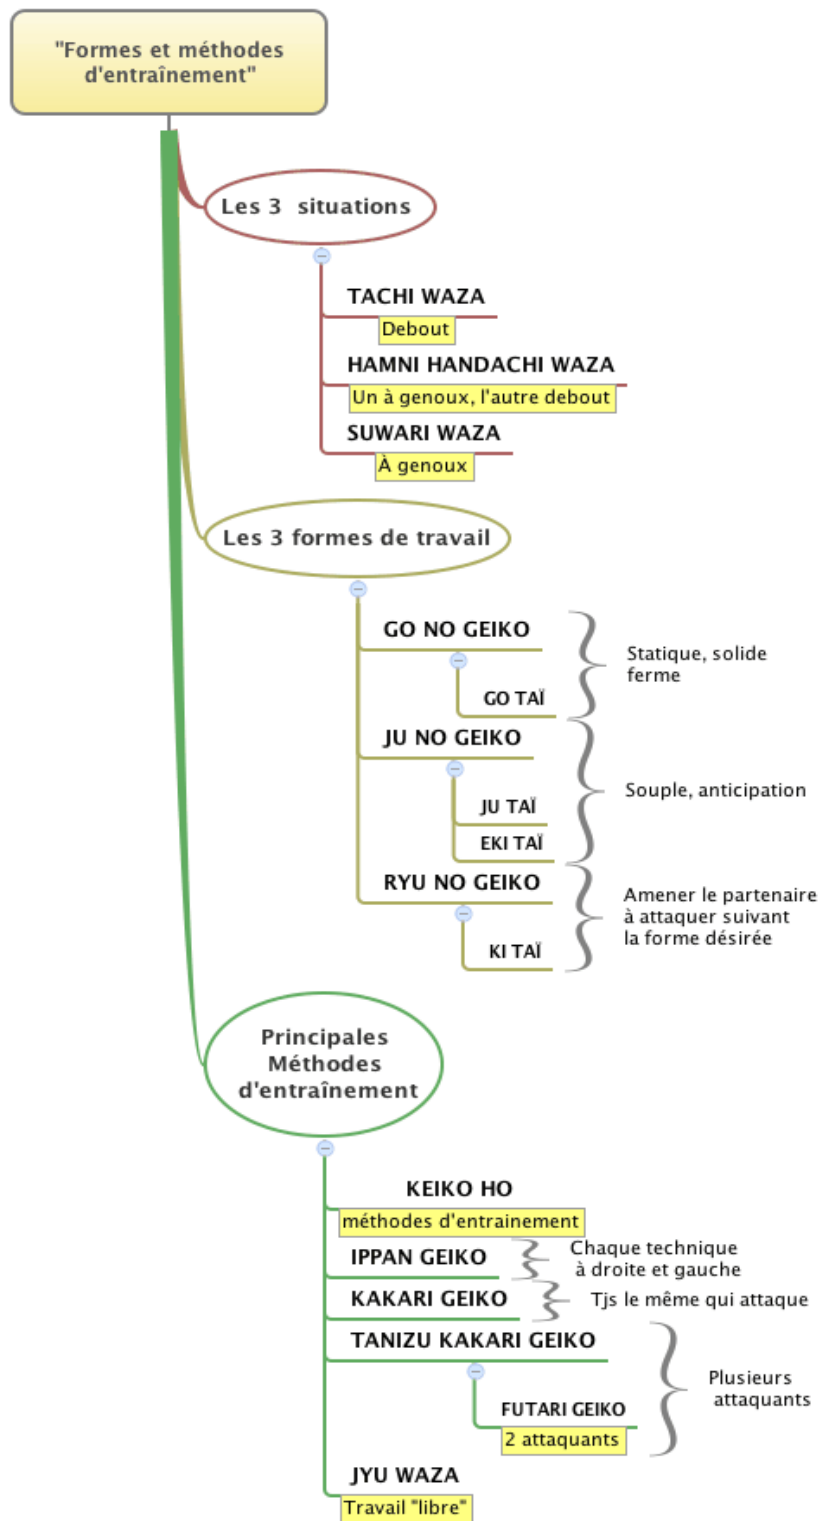 "Formes et méthodes
d'entraînement"
Les 3 situations
TACHI WAZA
Debout
HAMNI HANDACHI WAZA
Un à genoux, l'autre debout
SUWARI WAZA
À genoux
Les 3 formes de travail
GO NO GEIKO
GO TAÏ
Statique, solide
ferme
JU NO GEIKO
JU TAÏ
EKI TAÏ
Souple, anticipation
RYU NO GEIKO
KI TAÏ
Amener le partenaire
à attaquer suivant
la forme désirée
Principales
Méthodes
d'entraînement
KEIKO HO
méthodes d'entrainement
IPPAN GEIKO
Chaque technique
à droite et gauche
KAKARI GEIKO
Tjs le même qui attaque
TANIZU KAKARI GEIKO
FUTARI GEIKO
2 attaquants
Plusieurs
attaquants
JYU WAZA
Travail "libre"